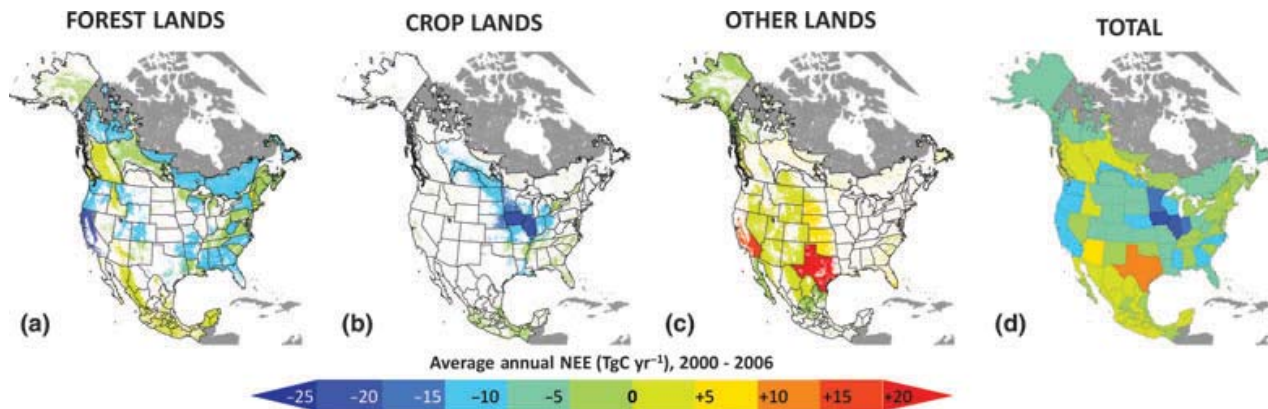 FOREST LANDS
CROP LANDS
OTHER LANDS
TOTAL
(a)
(b)
(c)
(d)
Average annual NEE (TgC yr⁻¹), 2000 - 2006
−25 −20 −15 −10 −5 0 +5 +10 +15 +20